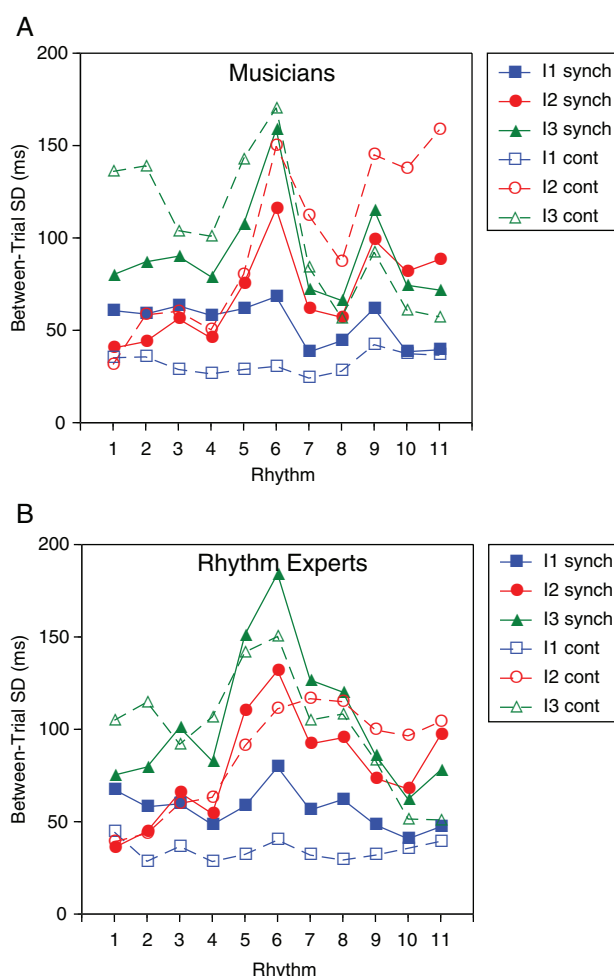 A
Musicians
Between-Trial SD (ms)
200
150
100
50
0
1 2 3 4 5 6 7 8 9 10 11
Rhythm
I1 synch
I2 synch
I3 synch
I1 cont
I2 cont
I3 cont
B
Rhythm Experts
Between-Trial SD (ms)
200
150
100
50
0
1 2 3 4 5 6 7 8 9 10 11
Rhythm
I1 synch
I2 synch
I3 synch
I1 cont
I2 cont
I3 cont